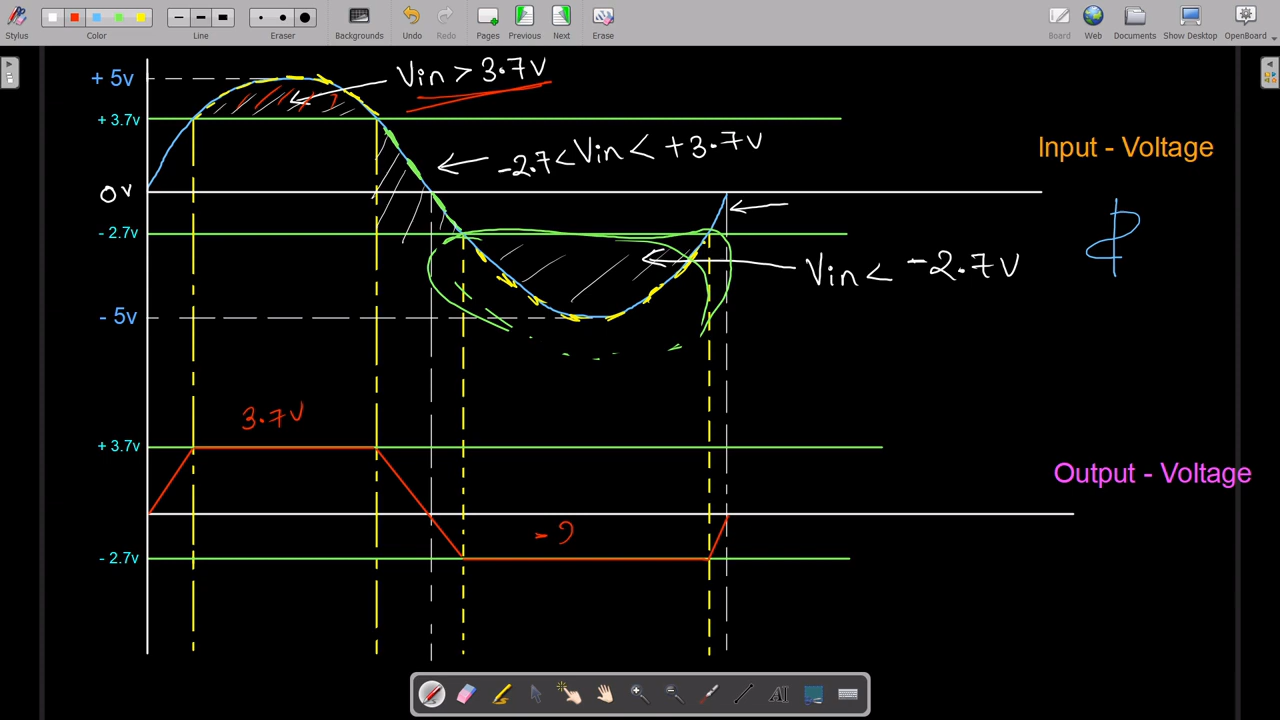 Stylus
Color
Line
Eraser
Backgrounds
Undo
Redo
Pages
Previous
Next
Erase
Board
Web
Documents
Show Desktop
OpenBoard
+ 5v
Vin > 3.7V
+ 3.7v
-2.7 < Vin < +3.7V
Input - Voltage
0v
- 2.7v
Vin < -2.7V
- 5v
3.7V
+ 3.7v
Output - Voltage
- 2.7v
AI